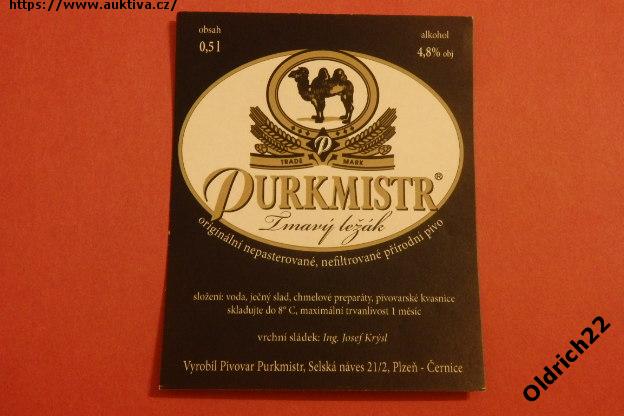 https://www.auktiva.cz/
obsah
0,5 l
alkohol
4,8% obj
P
TRADE MARK
PURKMISTR®
Tmavý ležák
originální nepasterované, nefiltrované přírodní pivo
složení: voda, ječný slad, chmelové preparáty, pivovarské kvasnice
skladujte do 8° C, maximální trvanlivost 1 měsíc
vrchní sládek: Ing. Josef Krýsl
Vyrobil Pivovar Purkmistr, Selská náves 21/2, Plzeň - Černice
Oldrich22